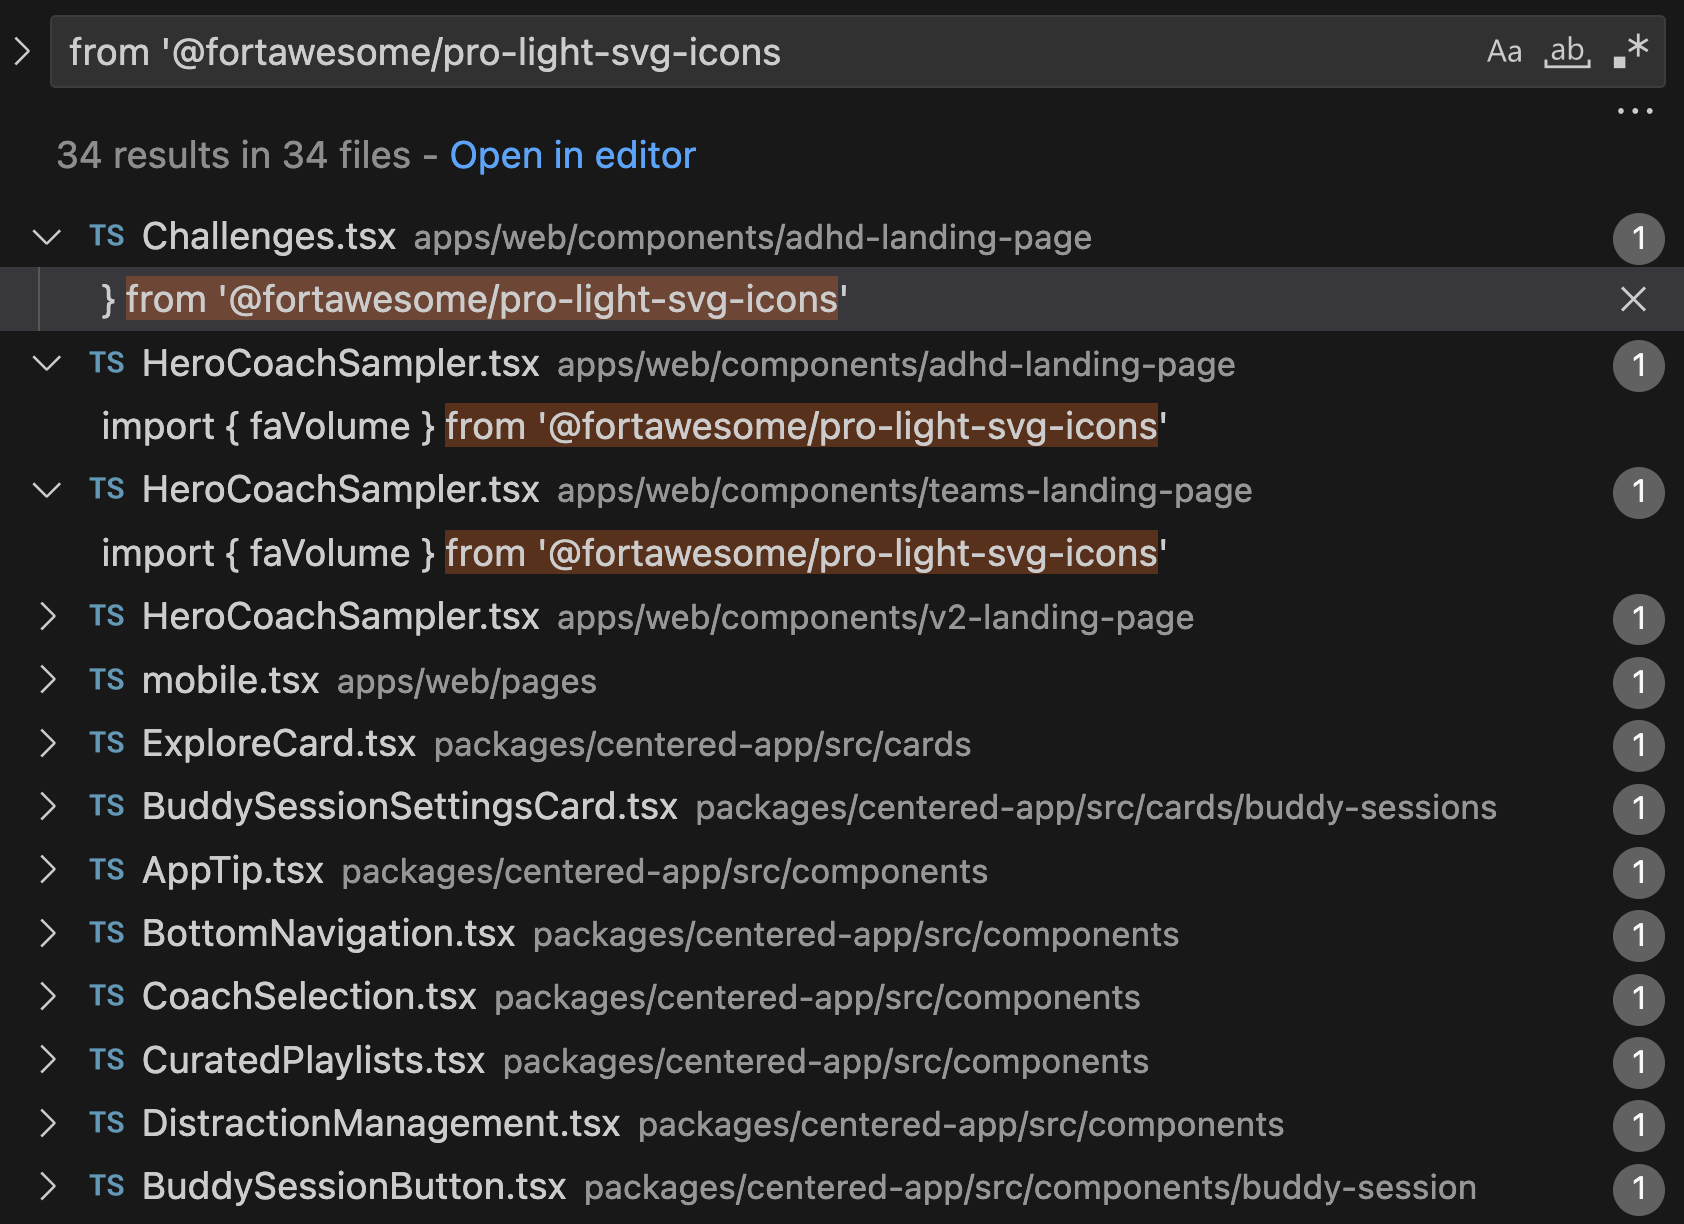 from '@fortawesome/pro-light-svg-icons Aa ab .*
...
34 results in 34 files - Open in editor
TS Challenges.tsx apps/web/components/adhd-landing-page 1
} from '@fortawesome/pro-light-svg-icons'
TS HeroCoachSampler.tsx apps/web/components/adhd-landing-page 1
import { faVolume } from '@fortawesome/pro-light-svg-icons'
TS HeroCoachSampler.tsx apps/web/components/teams-landing-page 1
import { faVolume } from '@fortawesome/pro-light-svg-icons'
TS HeroCoachSampler.tsx apps/web/components/v2-landing-page 1
TS mobile.tsx apps/web/pages 1
TS ExploreCard.tsx packages/centered-app/src/cards 1
TS BuddySessionSettingsCard.tsx packages/centered-app/src/cards/buddy-sessions 1
TS AppTip.tsx packages/centered-app/src/components 1
TS BottomNavigation.tsx packages/centered-app/src/components 1
TS CoachSelection.tsx packages/centered-app/src/components 1
TS CuratedPlaylists.tsx packages/centered-app/src/components 1
TS DistractionManagement.tsx packages/centered-app/src/components 1
TS BuddySessionButton.tsx packages/centered-app/src/components/buddy-session 1